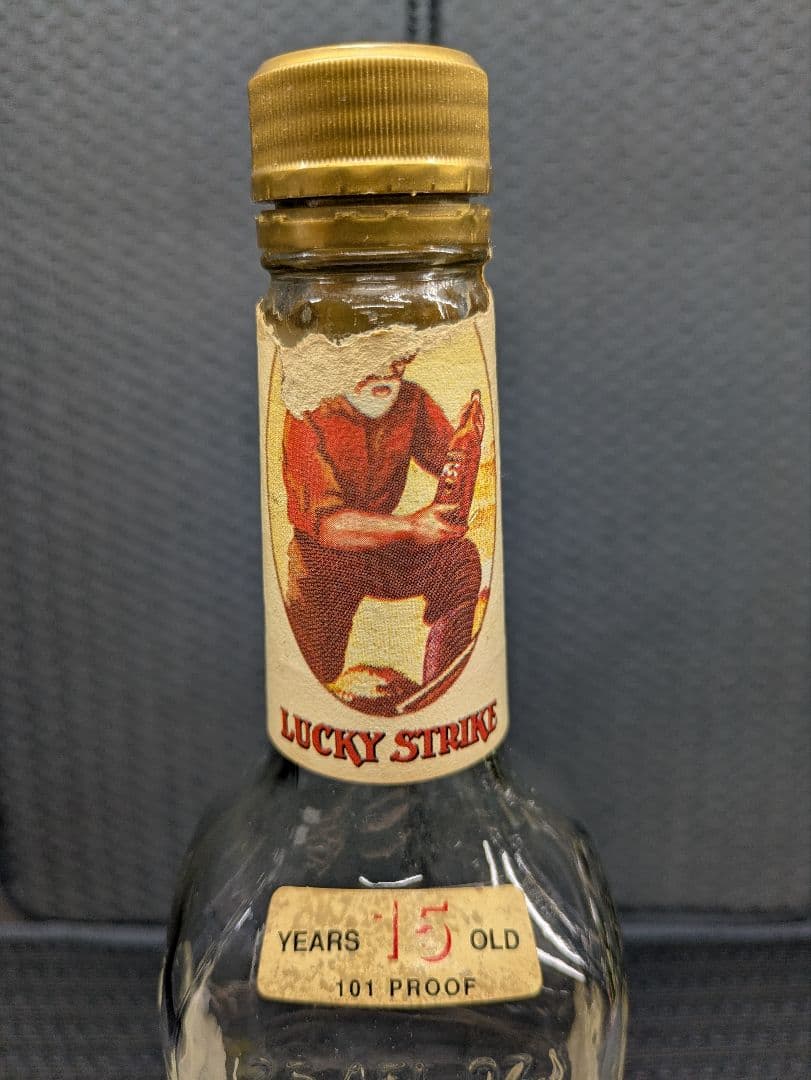 LUCKY STRIKE
YEARS 15 OLD
101 PROOF